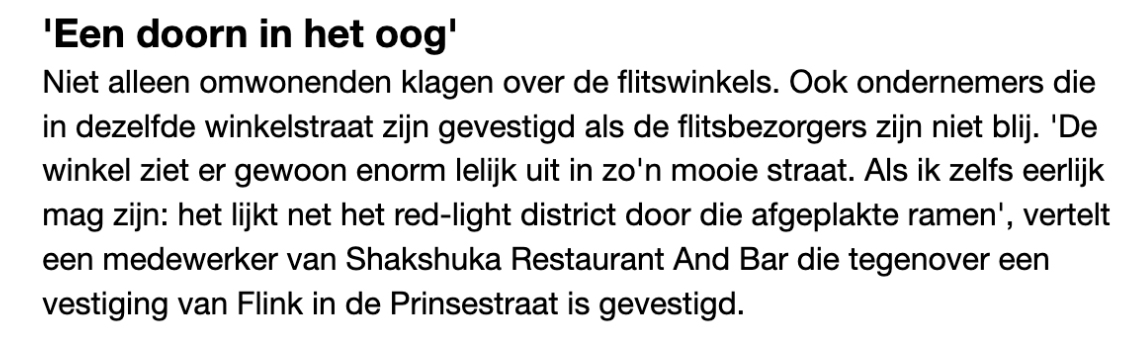 'Een doorn in het oog'
Niet alleen omwonenden klagen over de flitswinkels. Ook ondernemers die
in dezelfde winkelstraat zijn gevestigd als de flitsbezorgers zijn niet blij. 'De
winkel ziet er gewoon enorm lelijk uit in zo'n mooie straat. Als ik zelfs eerlijk
mag zijn: het lijkt net het red-light district door die afgeplakte ramen', vertelt
een medewerker van Shakshuka Restaurant And Bar die tegenover een
vestiging van Flink in de Prinsestraat is gevestigd.